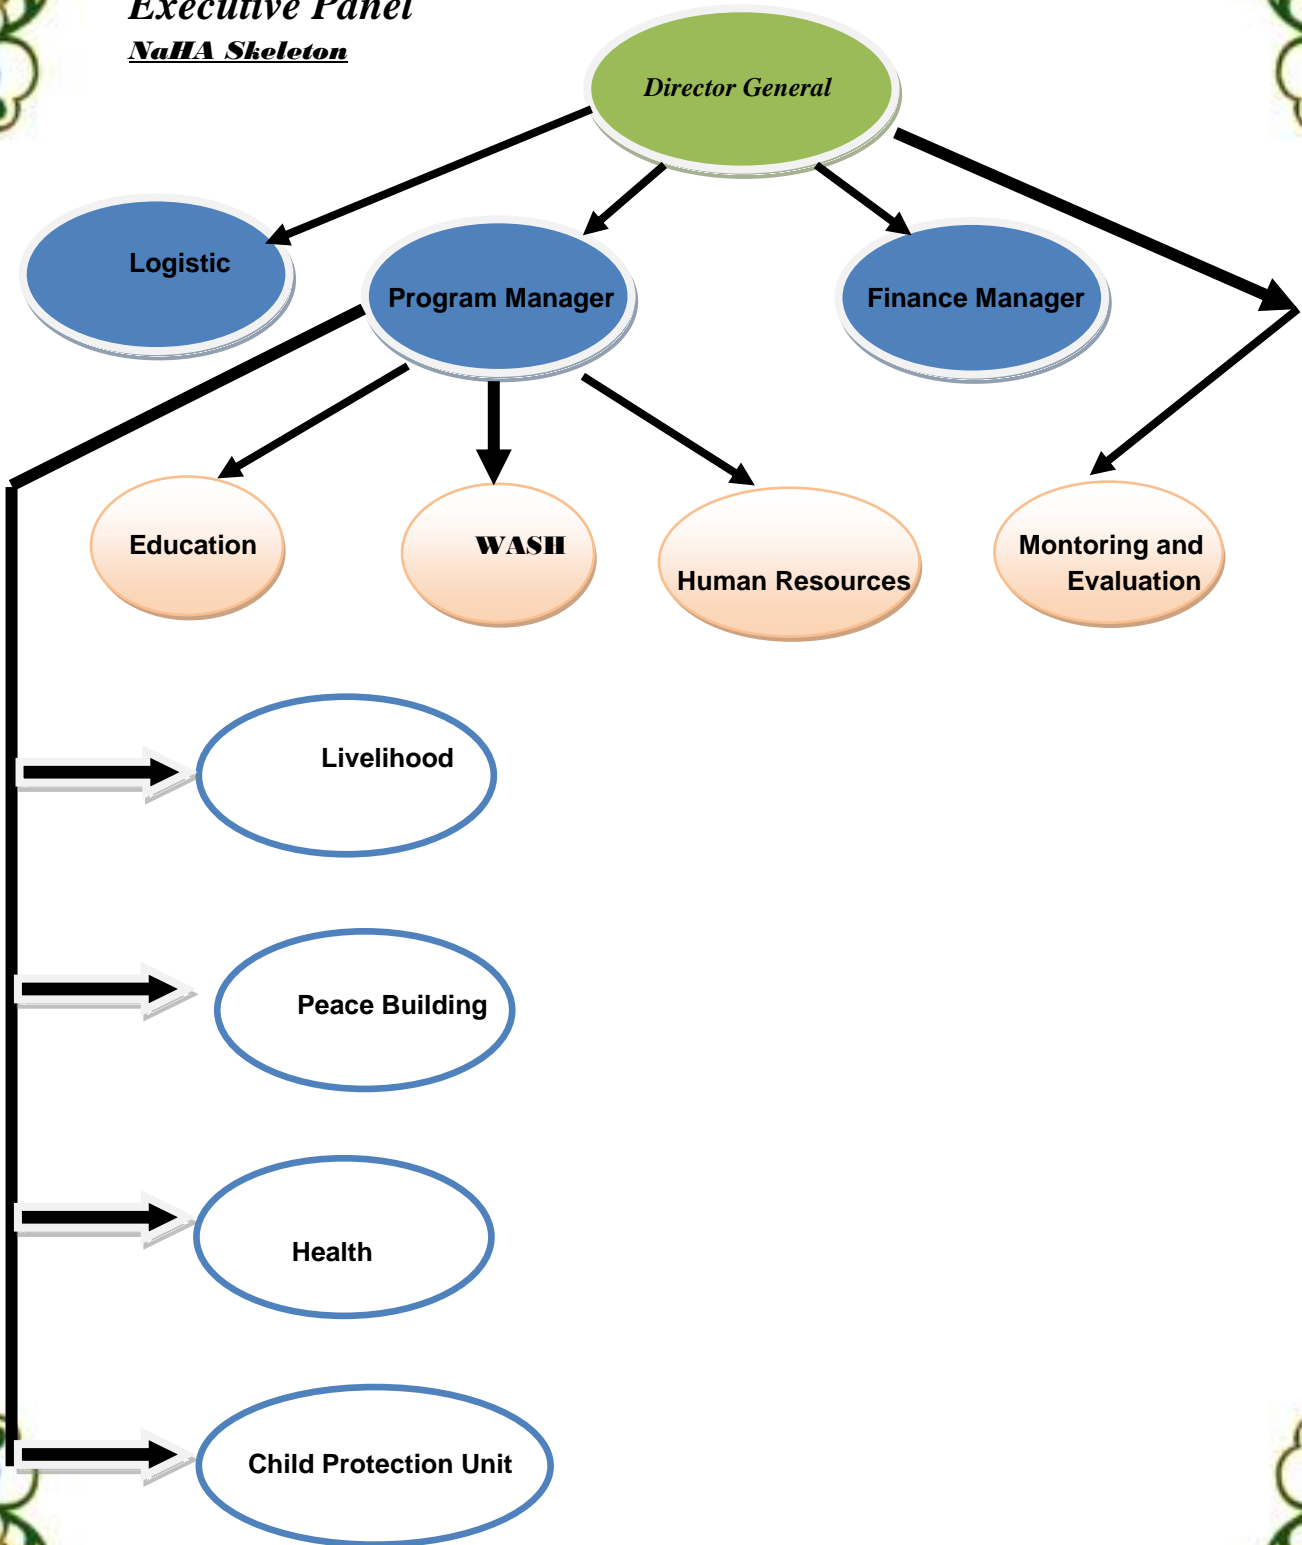 Executive Panel
NaHA Skeleton
Director General
Logistic
Program Manager
Finance Manager
Education
WASH
Human Resources
Montoring and
Evaluation
Livelihood
Peace Building
Health
Child Protection Unit